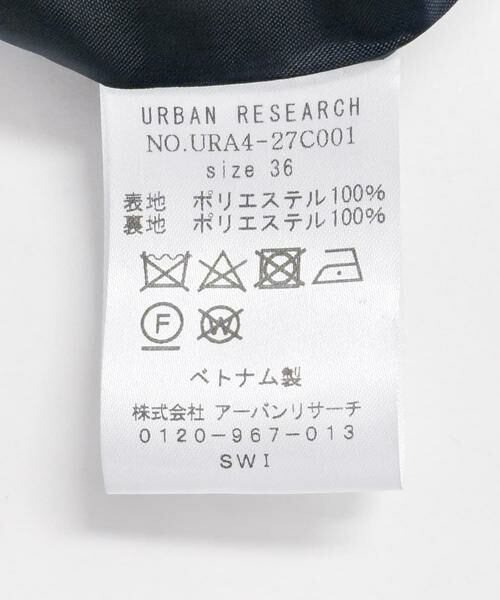 URBAN RESEARCH
NO.URA4-27C001
size 36
表地 ポリエステル100%
裏地 ポリエステル100%
F W
ベトナム製
株式会社 アーバンリサーチ
0120-967-013
SWI